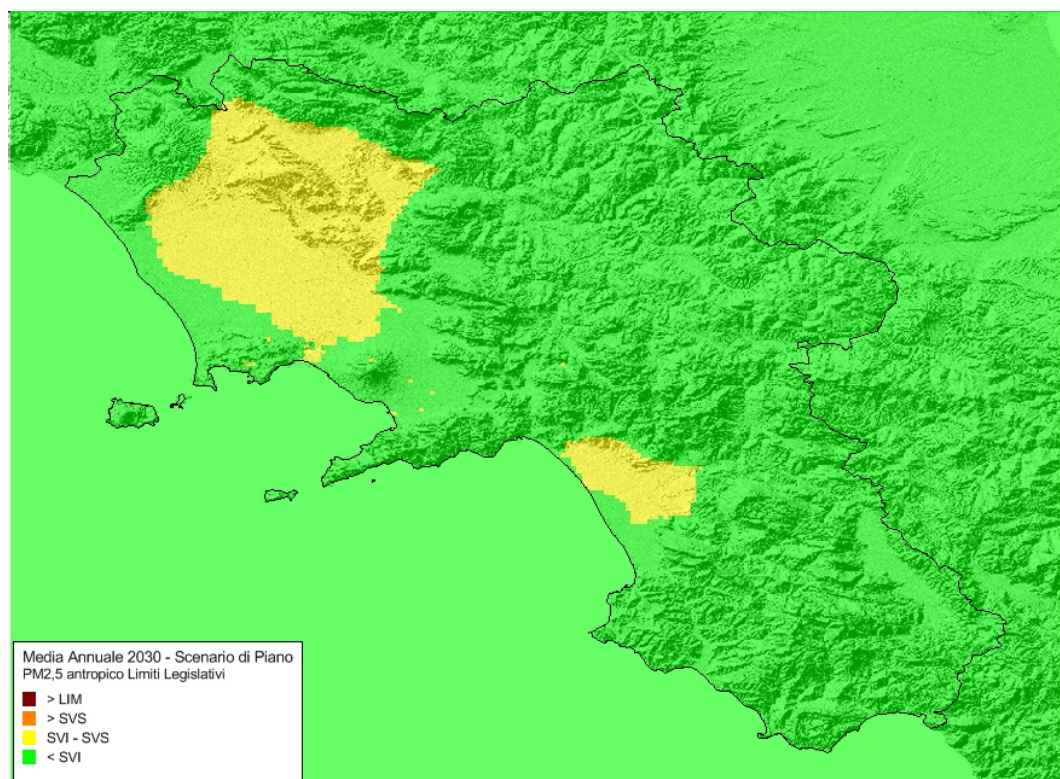 Media Annuale 2030 - Scenario di Piano
PM2,5 antropico Limiti Legislativi
> LIM
> SVS
SVI - SVS
< SVI